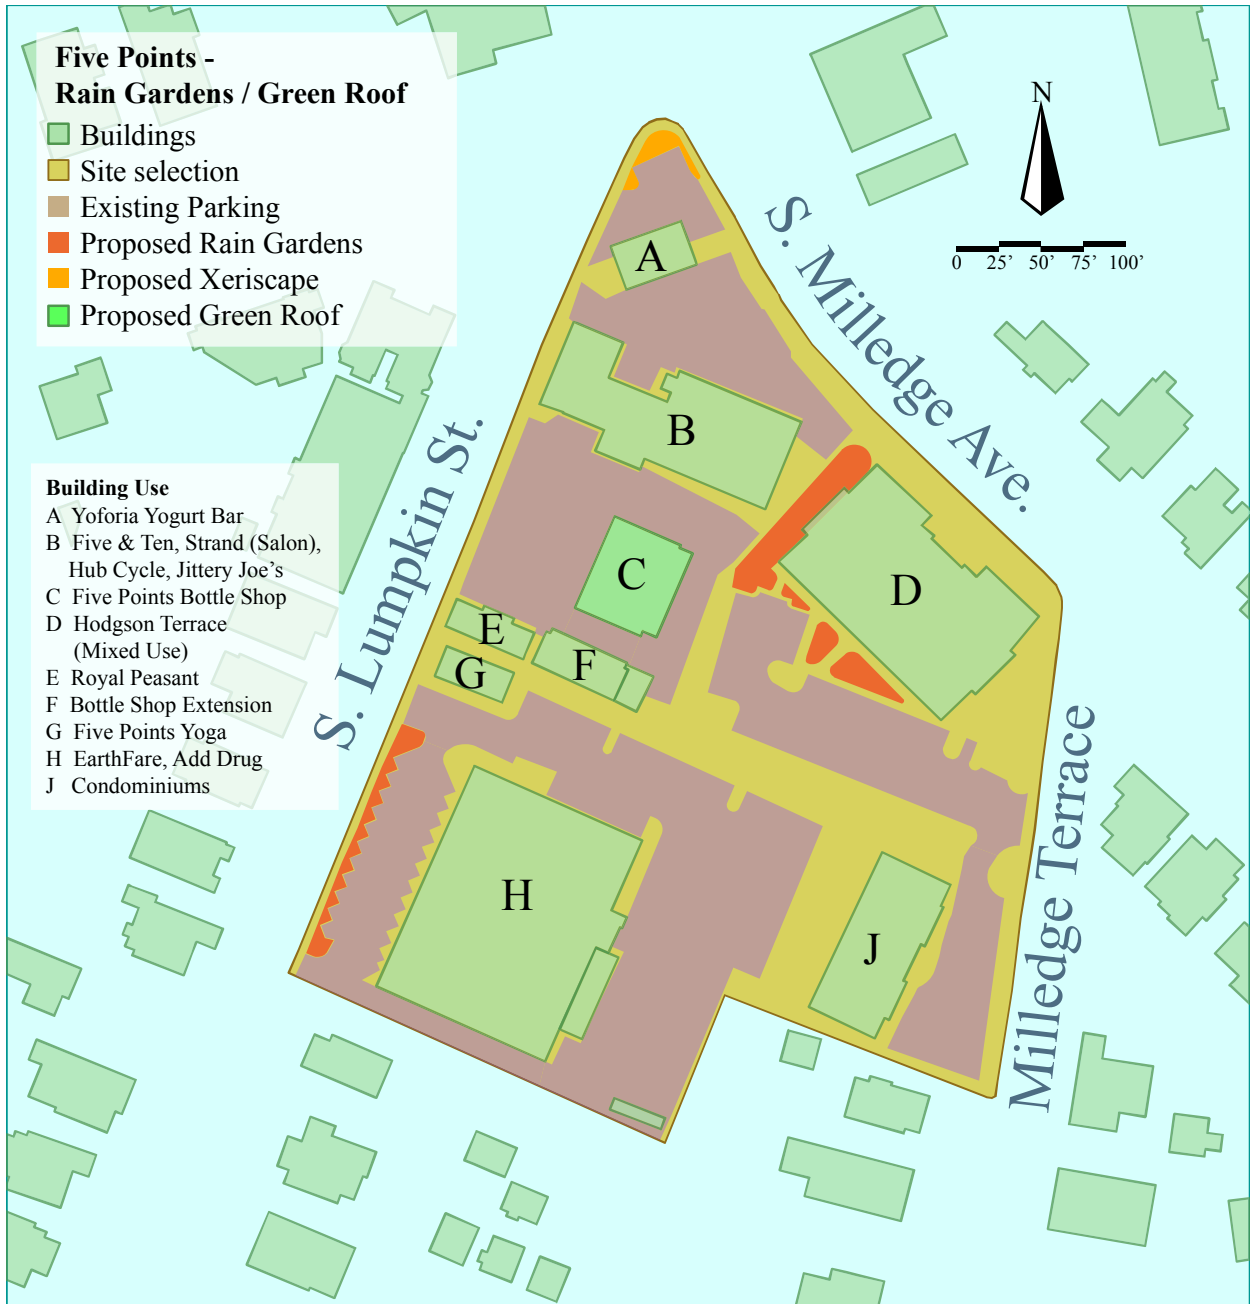 Five Points -
Rain Gardens / Green Roof
Buildings
Site selection
Existing Parking
Proposed Rain Gardens
Proposed Xeriscape
Proposed Green Roof
N
0 25’ 50’ 75’ 100’
S. Milledge Ave.
S. Lumpkin St.
Milledge Terrace
A
B
C
D
E
F
G
H
J
Building Use
A Yoforia Yogurt Bar
B Five & Ten, Strand (Salon),
Hub Cycle, Jittery Joe’s
C Five Points Bottle Shop
D Hodgson Terrace
(Mixed Use)
E Royal Peasant
F Bottle Shop Extension
G Five Points Yoga
H EarthFare, Add Drug
J Condominiums